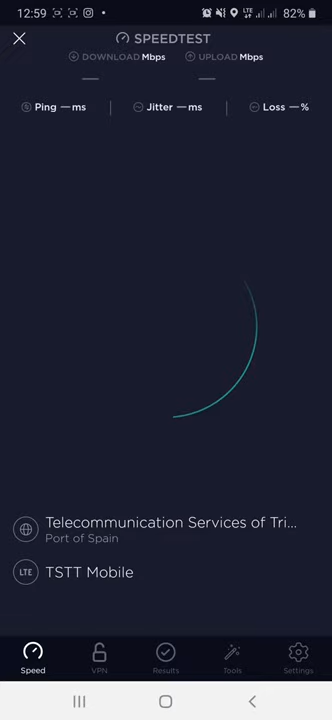 12:59
LTE
82%
SPEEDTEST
DOWNLOAD Mbps
UPLOAD Mbps
— —
Ping — ms
Jitter — ms
Loss — %
Telecommunication Services of Tri...
Port of Spain
LTE
TSTT Mobile
Speed
VPN
Results
Tools
Settings